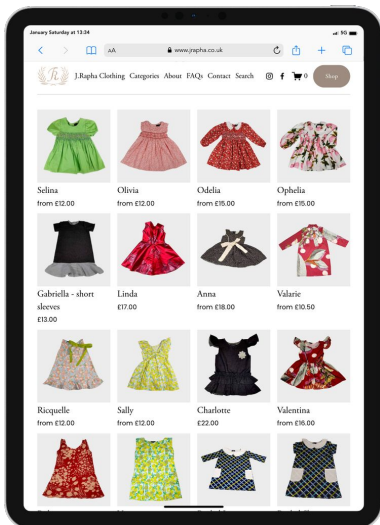 January Saturday at 13:34
5G
AA
www.jrapha.co.uk
J.Rapha Clothing Categories About FAQs Contact Search
0
Shop
Selina
Olivia
Odelia
Ophelia
from £12.00
from £12.00
from £15.00
from £15.00
Gabriella - short
sleeves
Linda
Anna
Valarie
£13.00
£17.00
from £18.00
from £10.50
Ricquelle
Sally
Charlotte
Valentina
from £12.00
from £12.00
£22.00
from £16.00